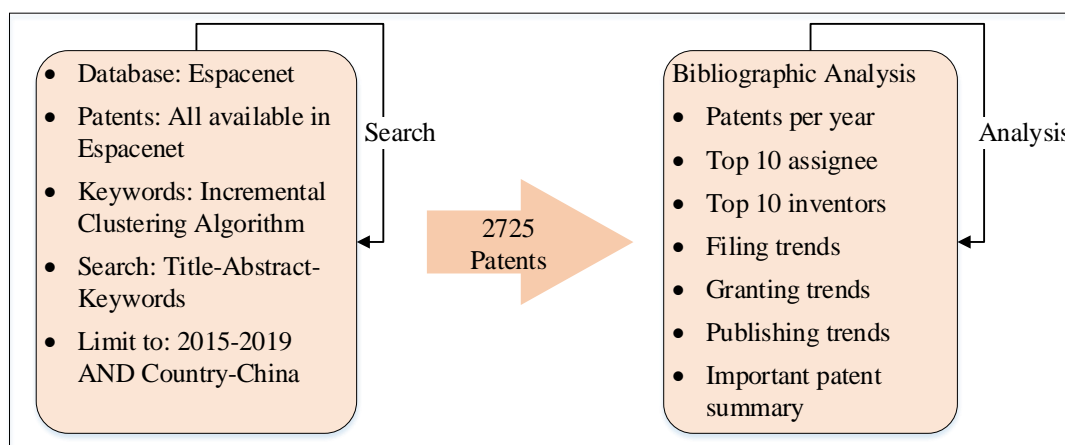 • Database: Espacenet
• Patents: All available in
Espacenet
• Keywords: Incremental
Clustering Algorithm
• Search: Title-Abstract-
Keywords
• Limit to: 2015-2019
AND Country-China
Search
2725
Patents
Bibliographic Analysis
• Patents per year
• Top 10 assignee
• Top 10 inventors
• Filing trends
• Granting trends
• Publishing trends
• Important patent
summary
Analysis